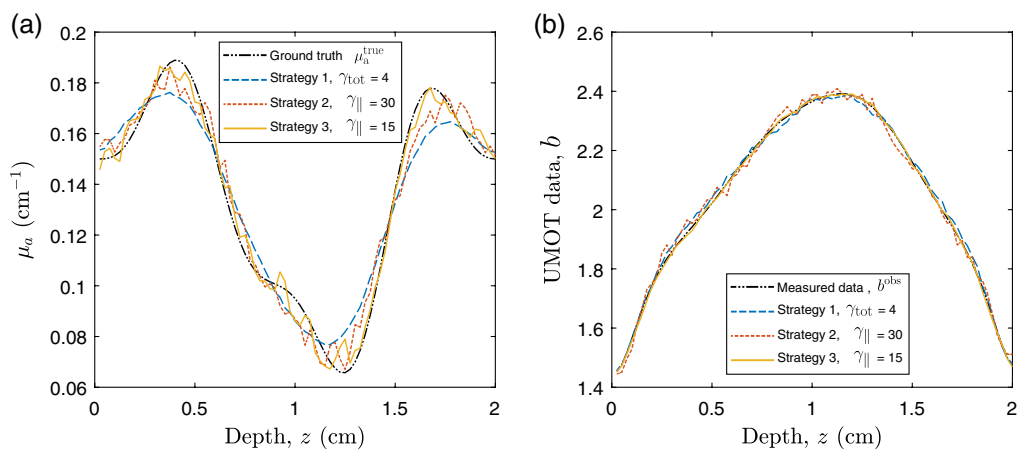 (a)
0.2
0.18
0.16
0.14
0.12
0.1
0.08
0.06
μₐ (cm⁻¹)
Ground truth μₐᵗʳᵘᵉ
Strategy 1, γtot = 4
Strategy 2, γ∥ = 30
Strategy 3, γ∥ = 15
0 0.5 1 1.5 2
Depth, z (cm)
(b)
2.6
2.4
2.2
2
1.8
1.6
1.4
UMOT data, b
Measured data , bᵒᵇˢ
Strategy 1, γtot = 4
Strategy 2, γ∥ = 30
Strategy 3, γ∥ = 15
0 0.5 1 1.5 2
Depth, z (cm)